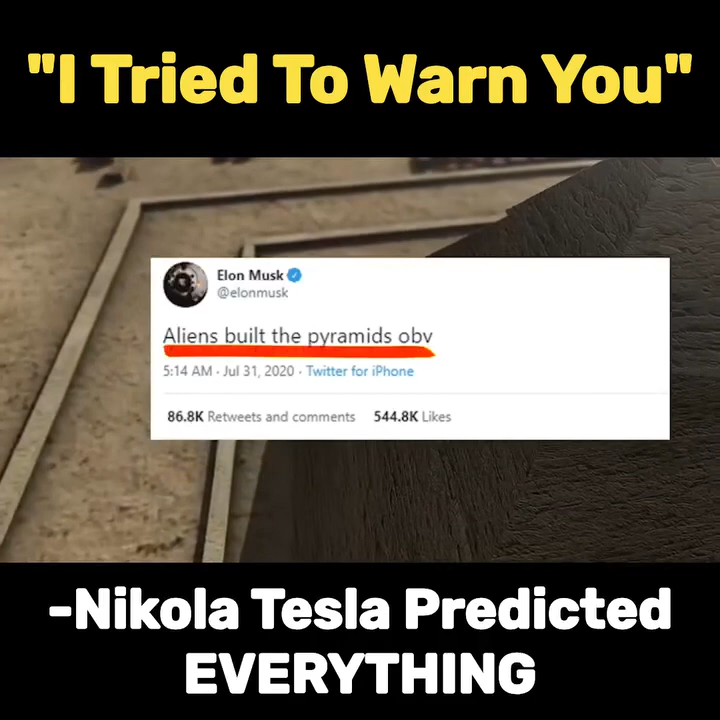 "I Tried To Warn You"
Elon Musk
@elonmusk
Aliens built the pyramids obv
5:14 AM · Jul 31, 2020 · Twitter for iPhone
86.8K Retweets and comments 544.8K Likes
-Nikola Tesla Predicted
EVERYTHING